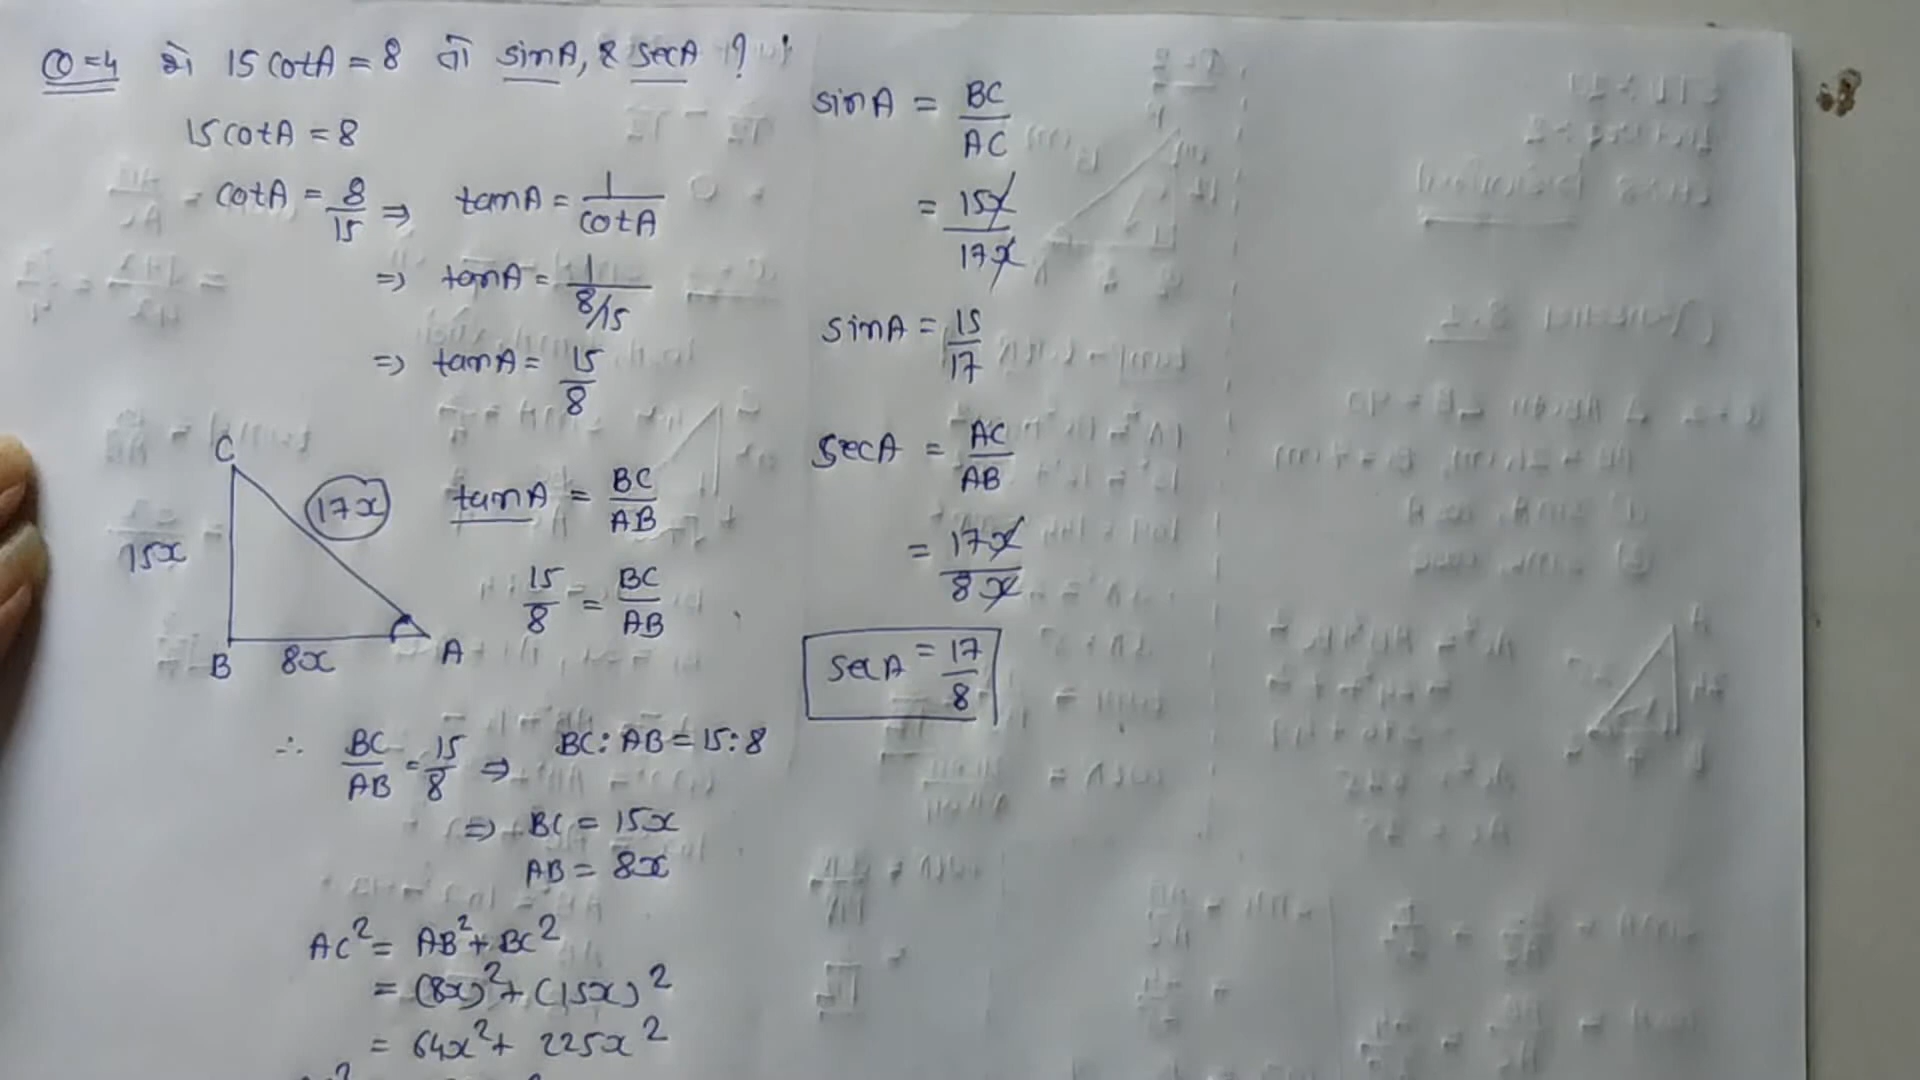 Q=4 જો 15 cotA = 8 તો sinA, & secA ?
15 cotA = 8
cotA = 8/15 ⇒ tanA = 1/cotA
⇒ tanA = 1/8/15
⇒ tanA = 15/8
C
17x
15x
B 8x A
tanA = BC/AB
15/8 = BC/AB
∴ BC/AB = 15/8 ⇒ BC : AB = 15 : 8
⇒ BC = 15x
AB = 8x
AC² = AB² + BC²
= (8x)² + (15x)²
= 64x² + 225x²
sinA = BC/AC
= 15x/17x
sinA = 15/17
secA = AC/AB
= 17x/8x
secA = 17/8